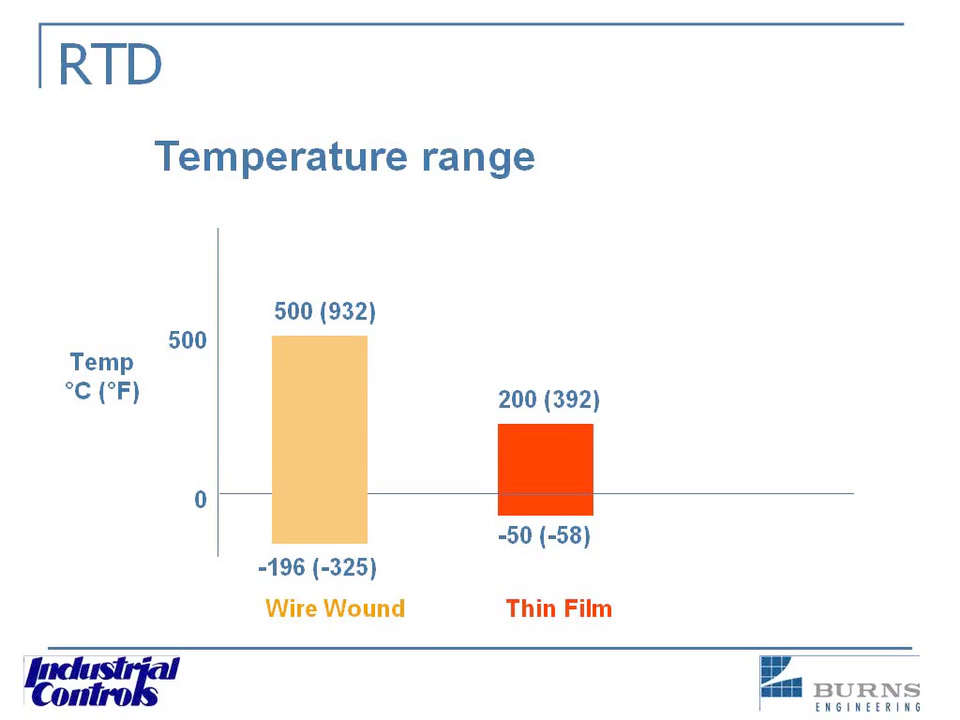 RTD
Temperature range
500 (932)
500
Temp
°C (°F)
200 (392)
0
-50 (-58)
-196 (-325)
Wire Wound
Thin Film
Industrial
Controls
BURNS
ENGINEERING